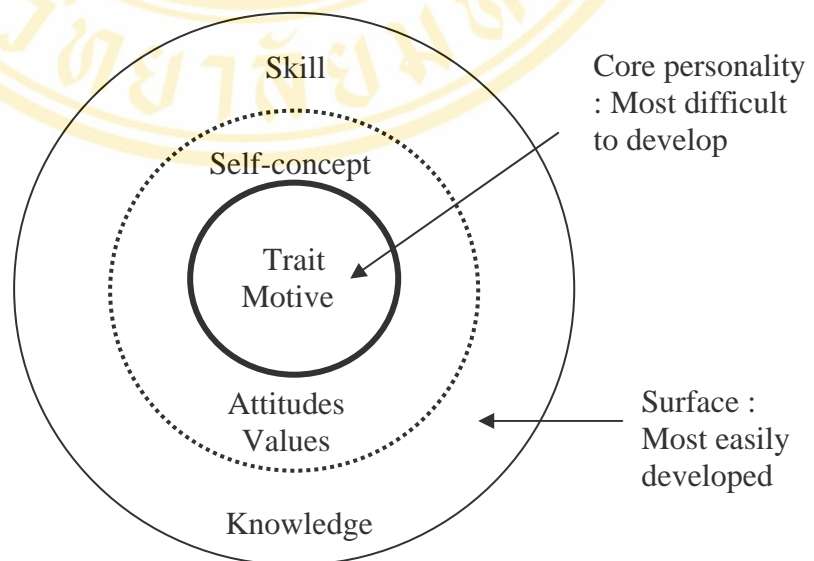 Skill
Self-concept
Trait
Motive
Attitudes
Values
Knowledge
Core personality
: Most difficult
to develop
Surface :
Most easily
developed